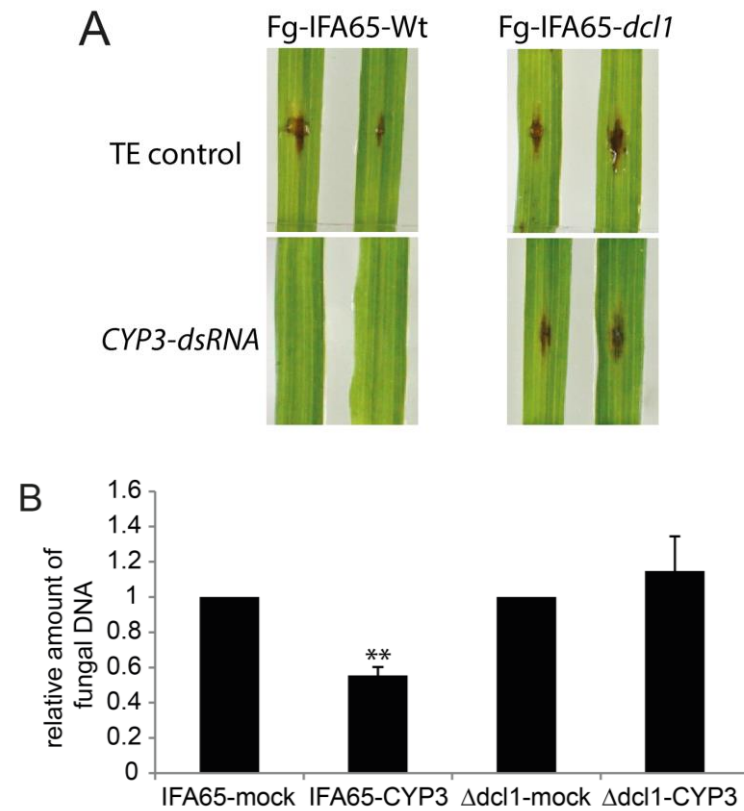 A
Fg-IFA65-Wt
Fg-IFA65-dcl1
TE control
CYP3-dsRNA
B
relative amount of
fungal DNA
1.6
1.4
1.2
1
0.8
0.6
0.4
0.2
0
**
IFA65-mock
IFA65-CYP3
Δdcl1-mock
Δdcl1-CYP3